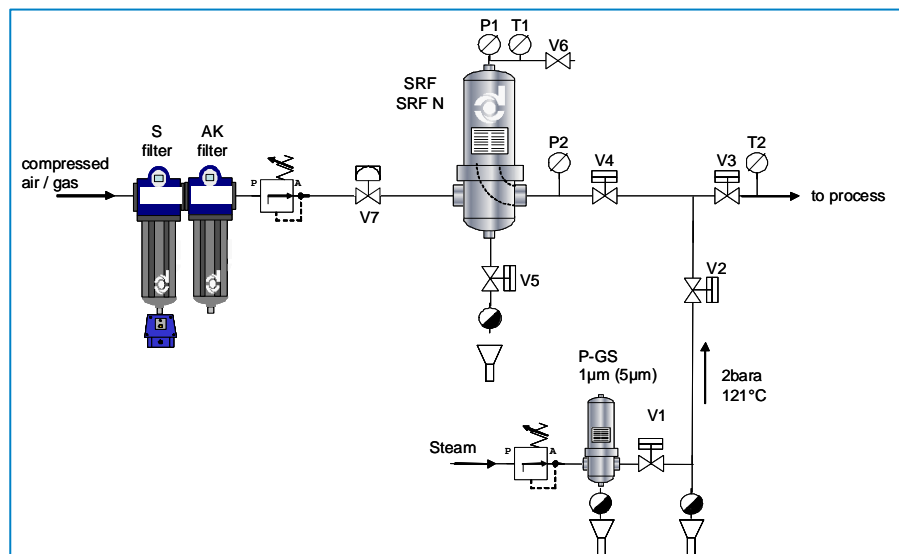 P1
T1
V6
SRF
SRF N
S
filter
AK
filter
compressed
air / gas
P
A
V7
P2
V4
V3
T2
to process
V5
V2
P-GS
1µm (5µm)
2bara
121°C
V1
Steam
P
A